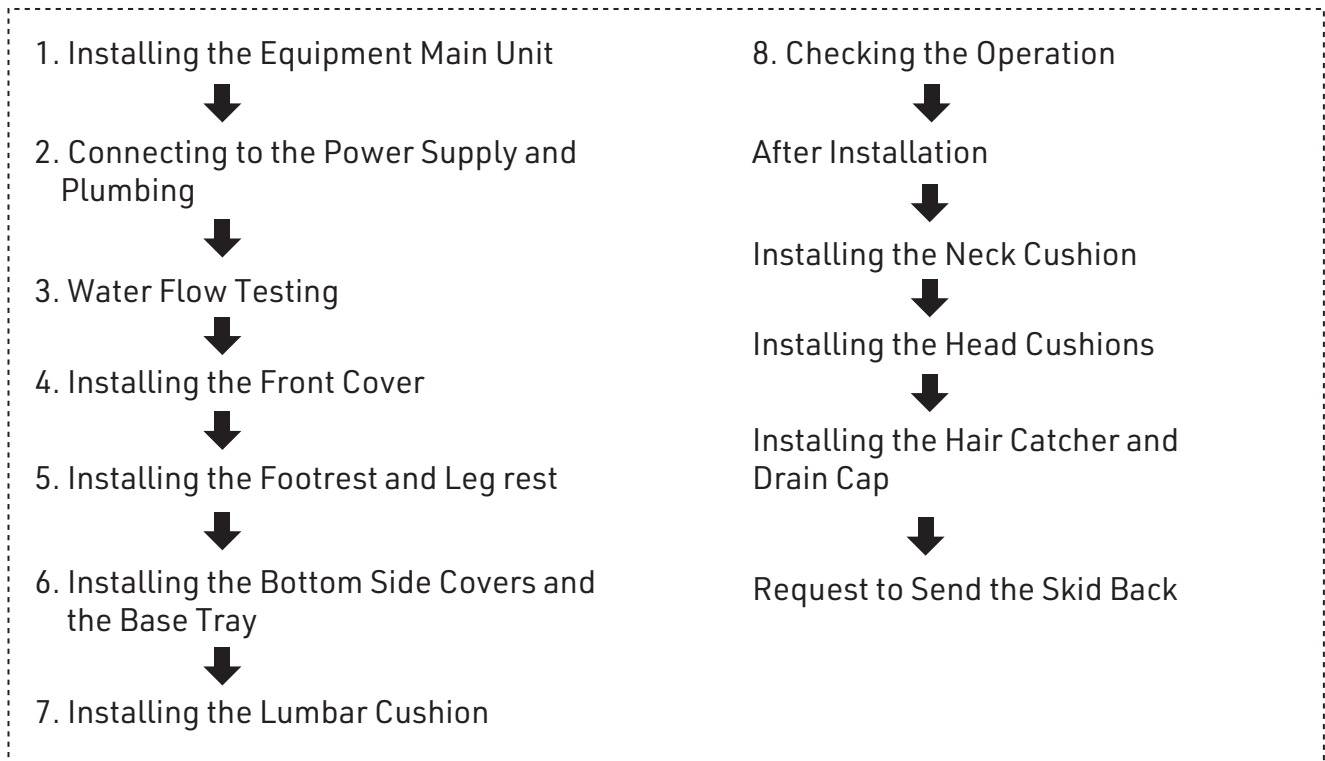 1. Installing the Equipment Main Unit
2. Connecting to the Power Supply and
Plumbing
3. Water Flow Testing
4. Installing the Front Cover
5. Installing the Footrest and Leg rest
6. Installing the Bottom Side Covers and
the Base Tray
7. Installing the Lumbar Cushion
8. Checking the Operation
After Installation
Installing the Neck Cushion
Installing the Head Cushions
Installing the Hair Catcher and
Drain Cap
Request to Send the Skid Back